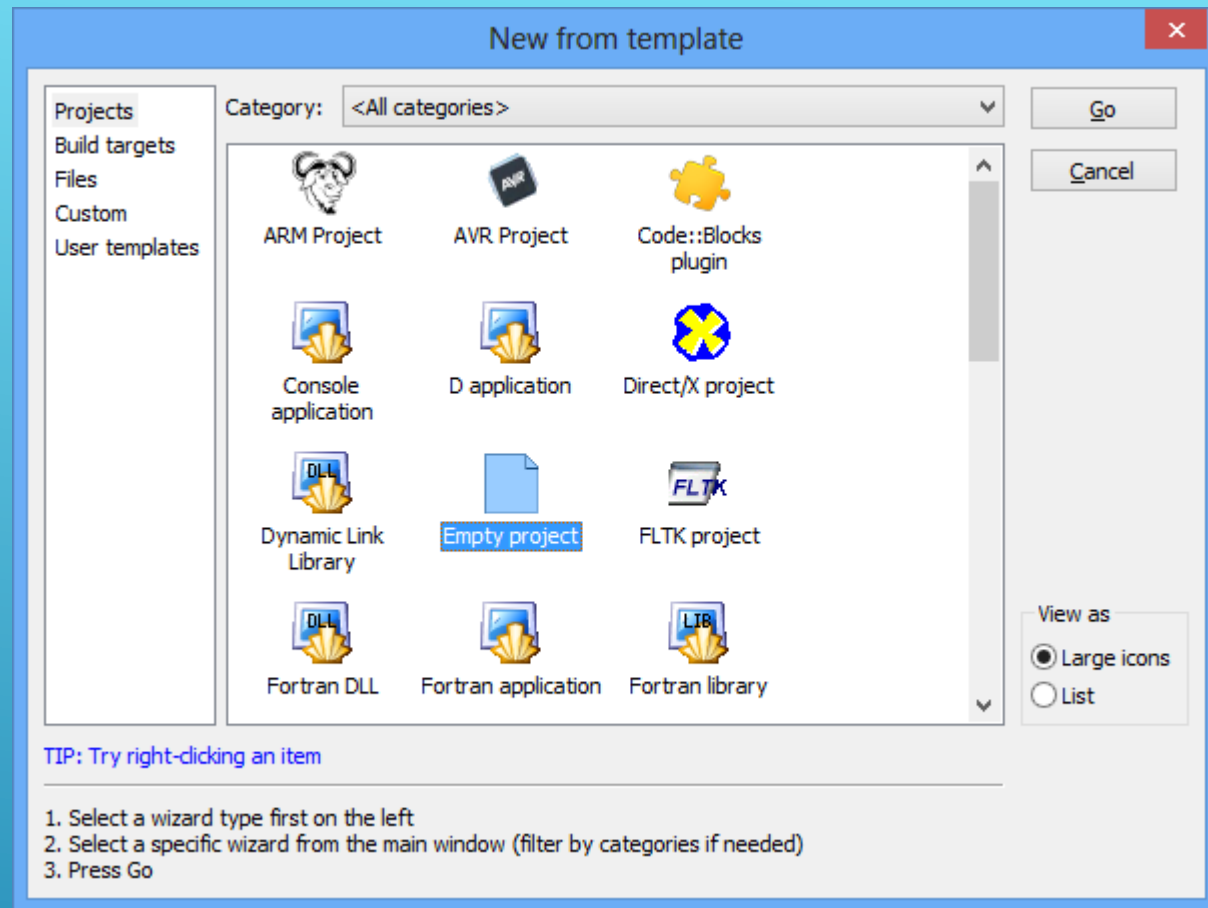 New from template
Projects
Build targets
Files
Custom
User templates
Category: <All categories>
Go
Cancel
AVR
ARM Project
AVR Project
Code::Blocks
plugin
Console
application
D application
Direct/X project
DLL
FLTK
Dynamic Link
Library
Empty project
FLTK project
DLL
LIB
Fortran DLL
Fortran application
Fortran library
View as
Large icons
List
TIP: Try right-clicking an item
1. Select a wizard type first on the left
2. Select a specific wizard from the main window (filter by categories if needed)
3. Press Go